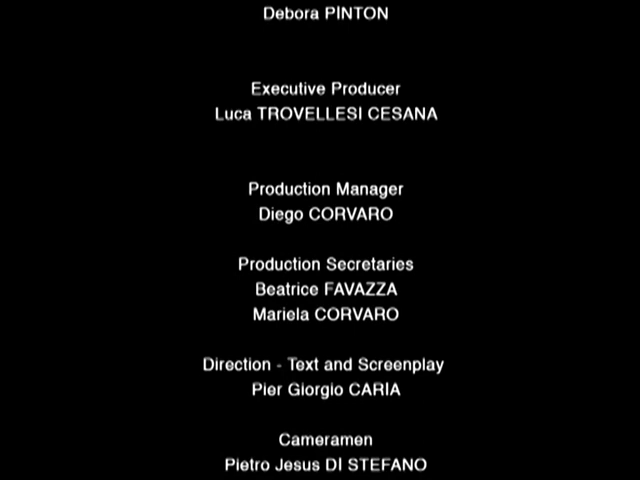 Debora PINTON
Executive Producer
Luca TROVELLESI CESANA
Production Manager
Diego CORVARO
Production Secretaries
Beatrice FAVAZZA
Mariela CORVARO
Direction - Text and Screenplay
Pier Giorgio CARIA
Cameramen
Pietro Jesus DI STEFANO